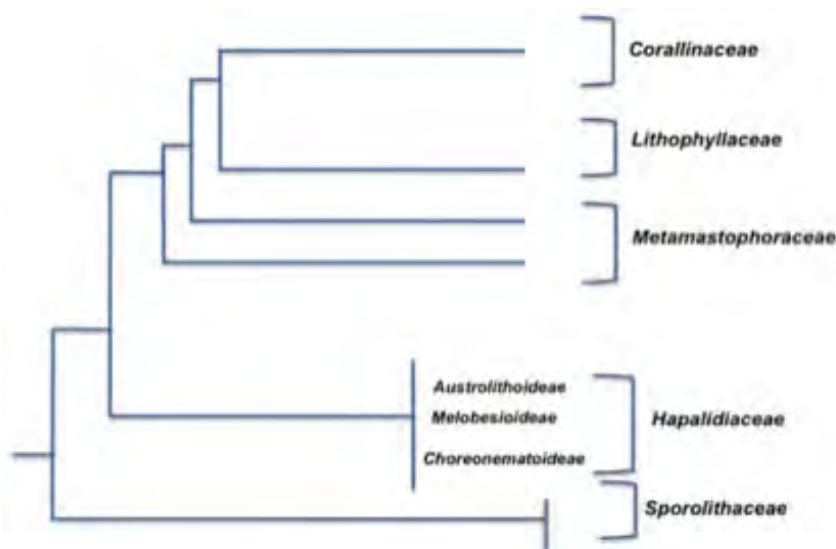 Corallinaceae
Lithophyllaceae
Metamastophoraceae
Austrolithoideae
Melobesioideae
Hapalidiaceae
Choreonematoideae
Sporolithaceae